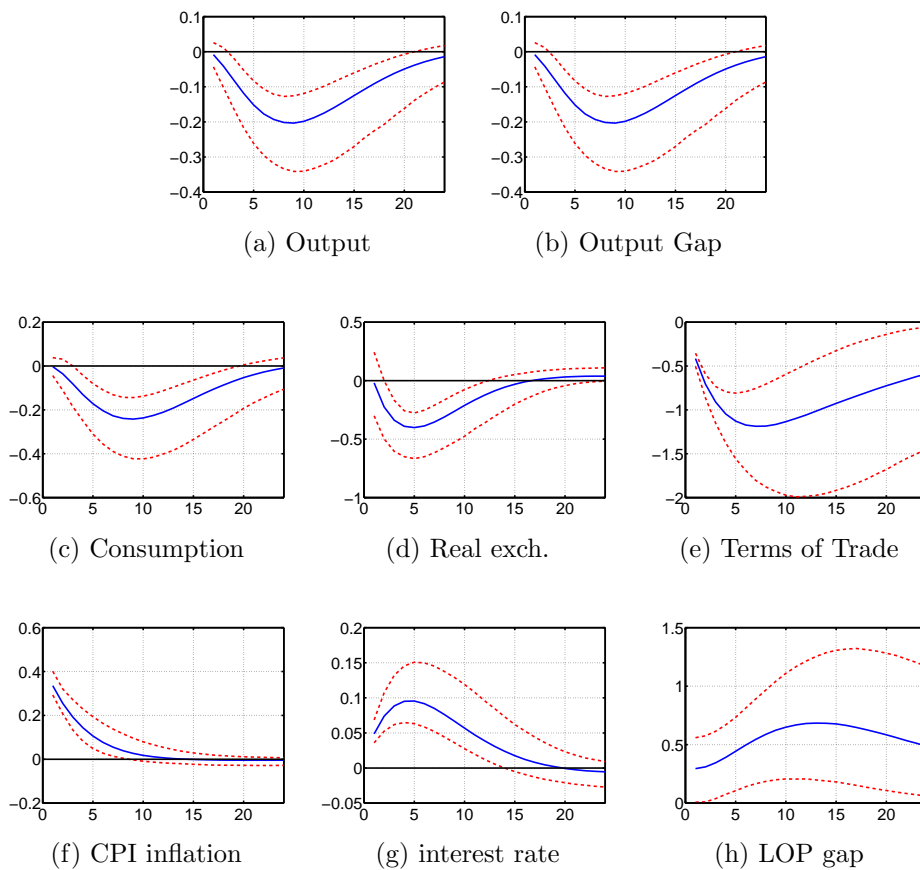 0.1 0.1
0 0
−0.1 −0.1
−0.2 −0.2
−0.3 −0.3
−0.4 −0.4
0 5 10 15 20 0 5 10 15 20
(a) Output (b) Output Gap
0.2 0.5 0
0 0 −0.5
−0.2 −0.5 −1
−0.4 −1 −1.5
−0.6 −2
0 5 10 15 20 0 5 10 15 20 0 5 10 15 20
(c) Consumption (d) Real exch. (e) Terms of Trade
0.6 0.2 1.5
0.4 0.15 1
0.2 0.1 0.5
0 0.05 0
−0.2 0
−0.05
0 5 10 15 20 0 5 10 15 20 0 5 10 15 20
(f) CPI inflation (g) interest rate (h) LOP gap